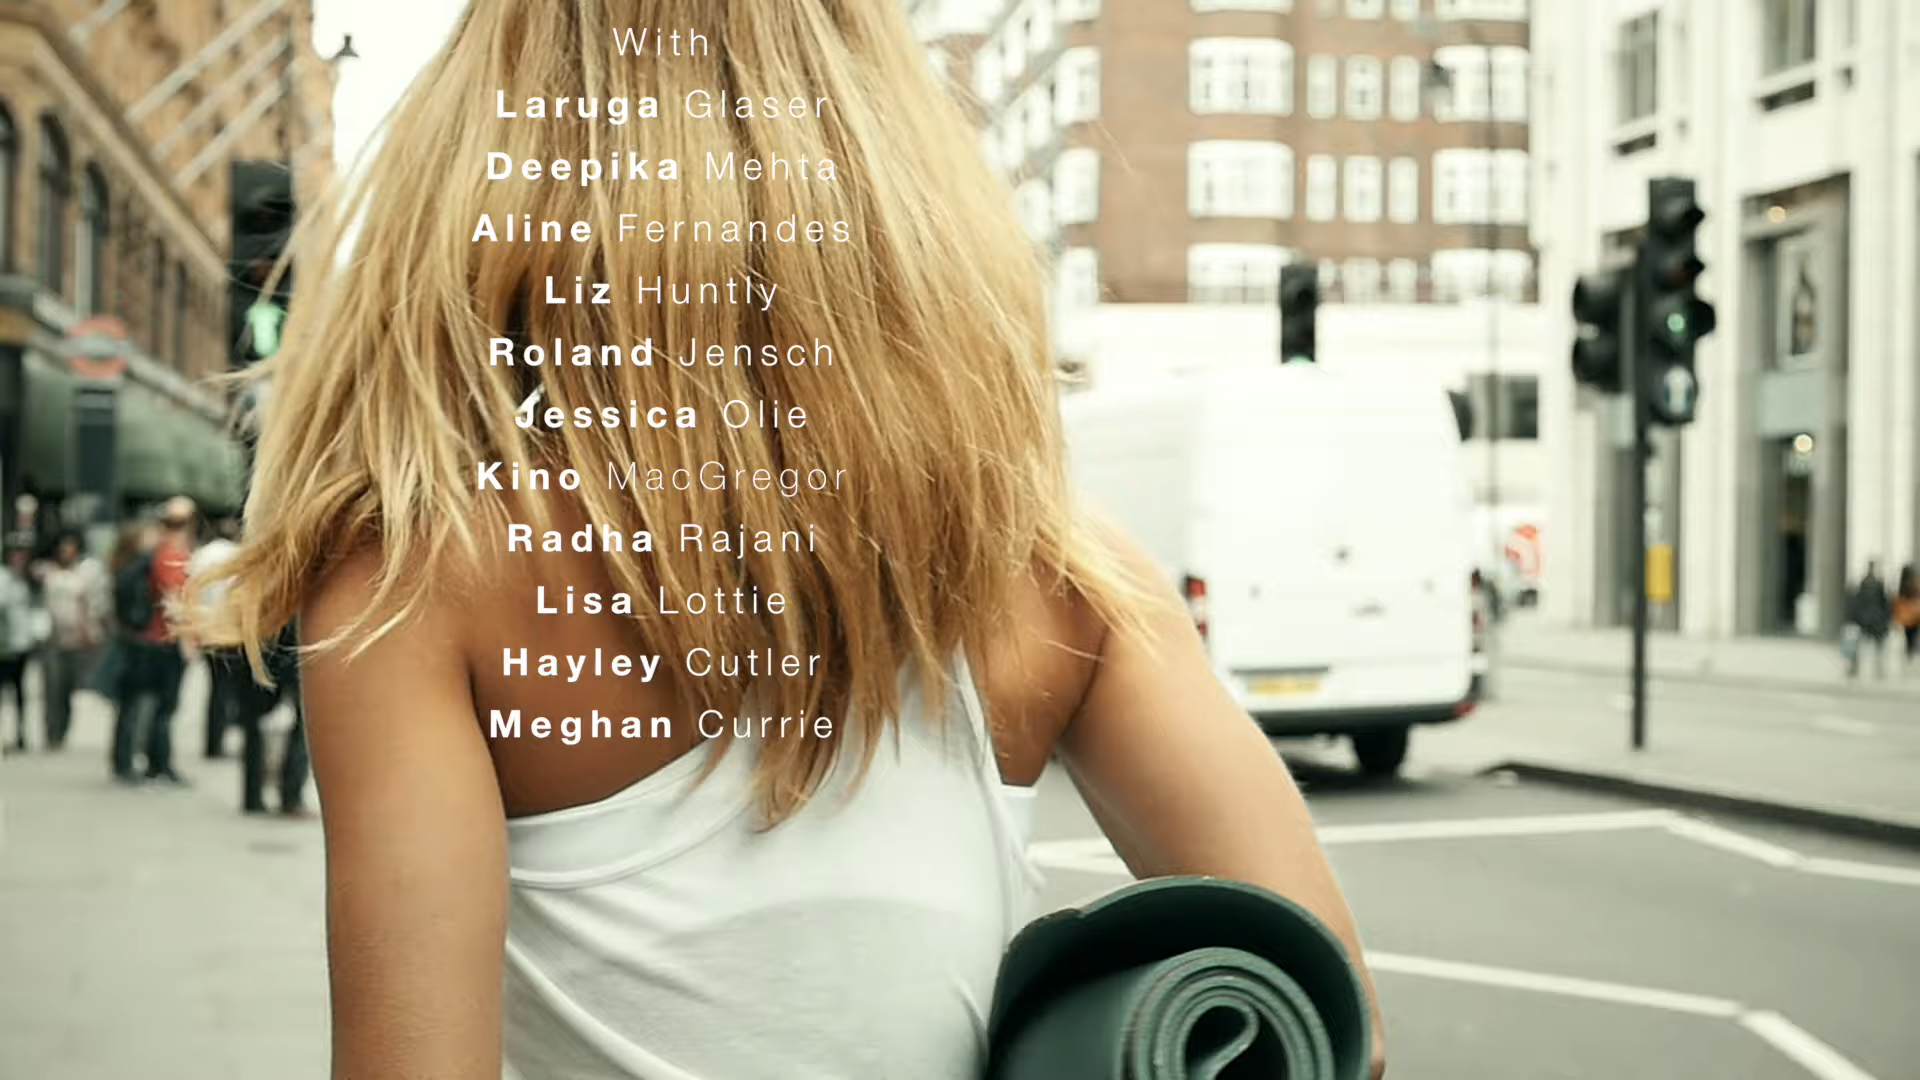 With
Laruga Glaser
Deepika Mehta
Aline Fernandes
Liz Huntly
Roland Jensch
Jessica Olie
Kino MacGregor
Radha Rajani
Lisa Lottie
Hayley Cutler
Meghan Currie